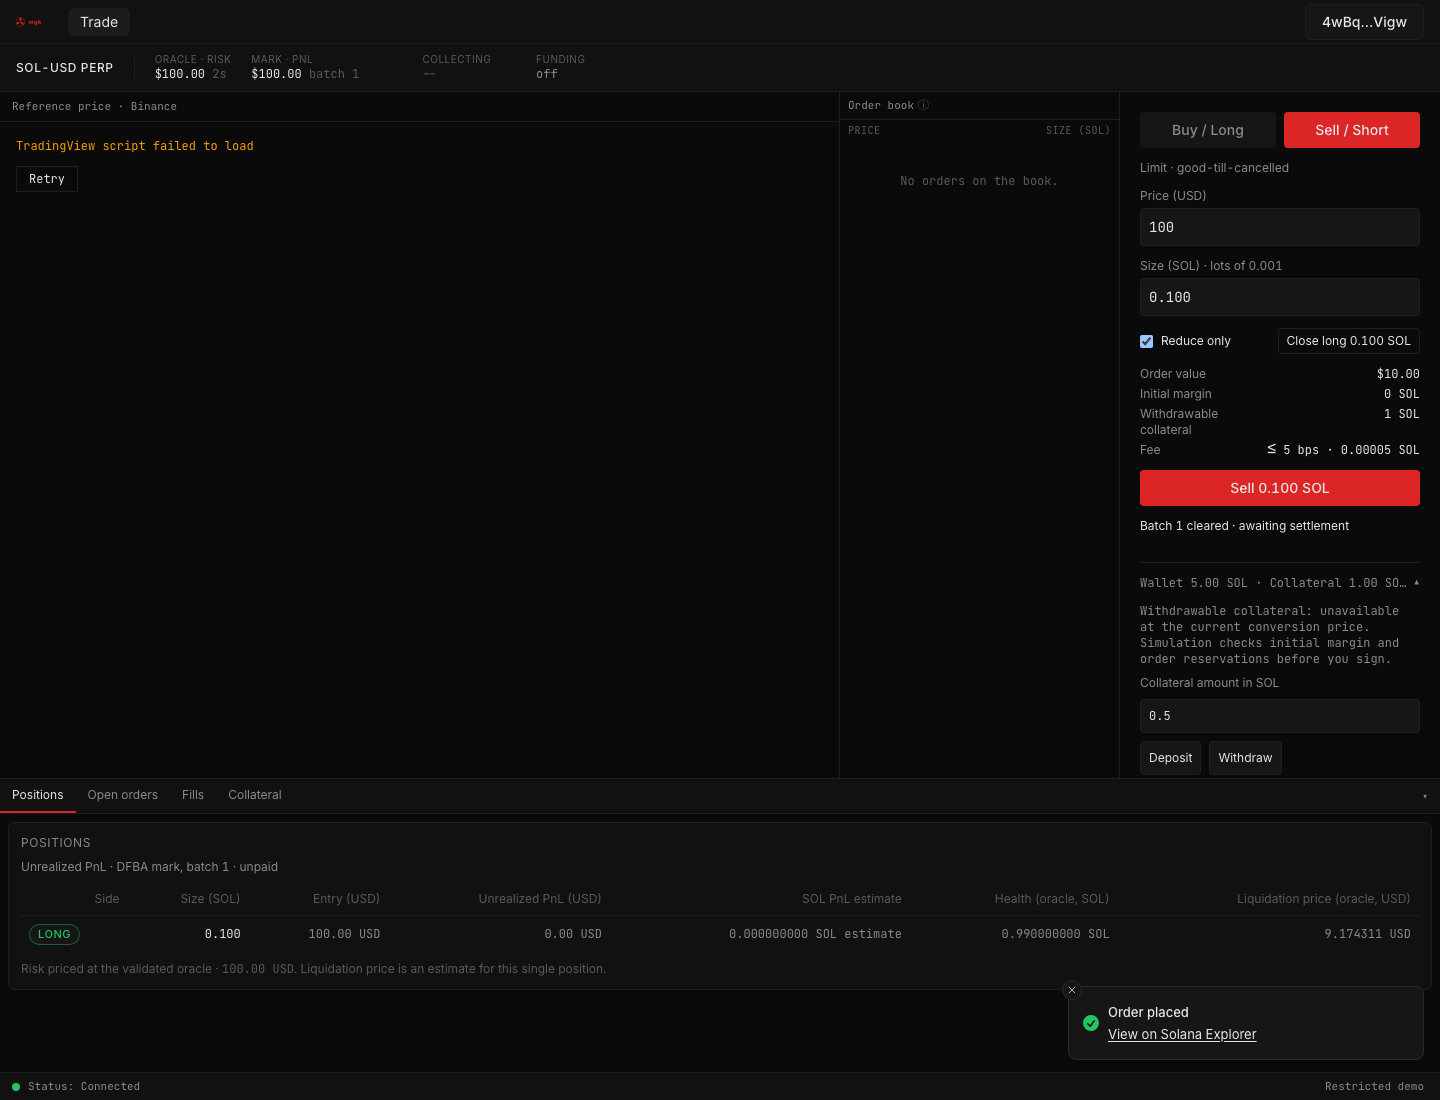 Trade
4wBq...Vigw
SOL-USD PERP
ORACLE · RISK
$100.00 2s
MARK · PNL
$100.00 batch 1
COLLECTING
--
FUNDING
off
Reference price · Binance
TradingView script failed to load
Retry
Order book ⓘ
PRICE SIZE (SOL)
No orders on the book.
Buy / Long
Sell / Short
Limit · good-till-cancelled
Price (USD)
100
Size (SOL) · lots of 0.001
0.100
Reduce only
Close long 0.100 SOL
Order value $10.00
Initial margin 0 SOL
Withdrawable collateral 1 SOL
Fee ≤ 5 bps · 0.00005 SOL
Sell 0.100 SOL
Batch 1 cleared · awaiting settlement
Wallet 5.00 SOL · Collateral 1.00 SO… ▴
Withdrawable collateral: unavailable
at the current conversion price.
Simulation checks initial margin and
order reservations before you sign.
Collateral amount in SOL
0.5
Deposit
Withdraw
Positions Open orders Fills Collateral ▾
POSITIONS
Unrealized PnL · DFBA mark, batch 1 · unpaid
Side Size (SOL) Entry (USD) Unrealized PnL (USD) SOL PnL estimate Health (oracle, SOL) Liquidation price (oracle, USD)
LONG 0.100 100.00 USD 0.00 USD 0.000000000 SOL estimate 0.990000000 SOL 9.174311 USD
Risk priced at the validated oracle · 100.00 USD. Liquidation price is an estimate for this single position.
Order placed
View on Solana Explorer
Status: Connected
Restricted demo